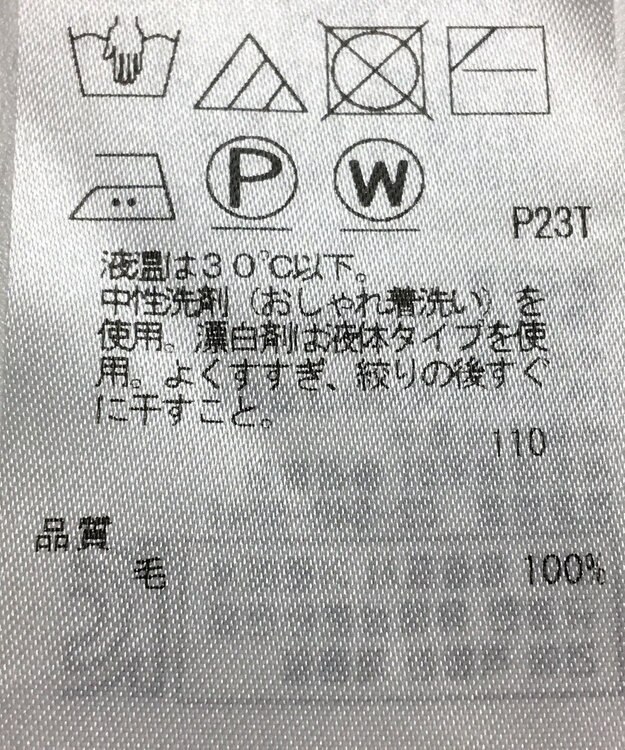 P W
P23T
液温は30℃以下。
中性洗剤(おしゃれ着洗い)を
使用。漂白剤は液体タイプを使
用。よくすすぎ、絞りの後すぐ
に干すこと。
110
品質
毛 100%